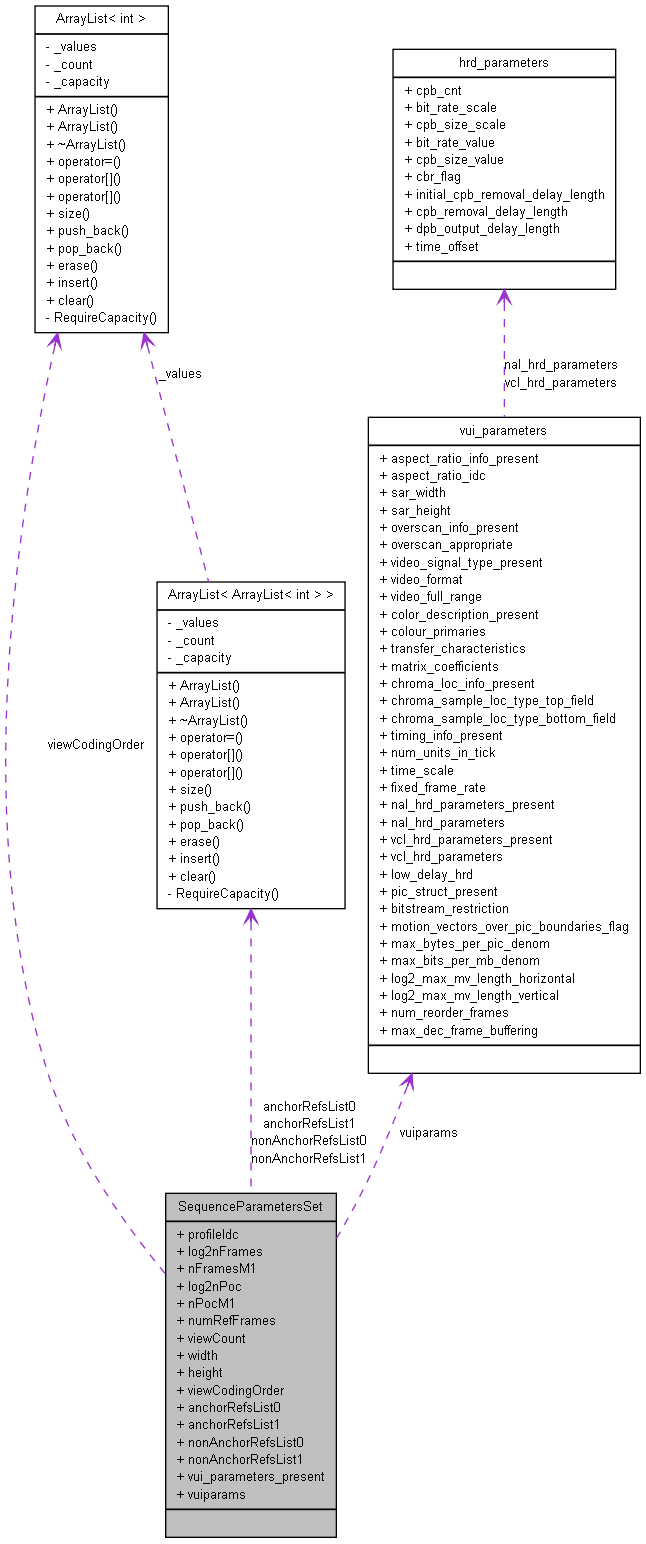 ArrayList< int >
- _values
- _count
- _capacity
+ ArrayList()
+ ArrayList()
+ ~ArrayList()
+ operator=()
+ operator[]()
+ operator[]()
+ size()
+ push_back()
+ pop_back()
+ erase()
+ insert()
+ clear()
- RequireCapacity()
hrd_parameters
+ cpb_cnt
+ bit_rate_scale
+ cpb_size_scale
+ bit_rate_value
+ cpb_size_value
+ cbr_flag
+ initial_cpb_removal_delay_length
+ cpb_removal_delay_length
+ dpb_output_delay_length
+ time_offset
_values
nal_hrd_parameters
vcl_hrd_parameters
vui_parameters
+ aspect_ratio_info_present
+ aspect_ratio_idc
+ sar_width
+ sar_height
+ overscan_info_present
+ overscan_appropriate
+ video_signal_type_present
+ video_format
+ video_full_range
+ color_description_present
+ colour_primaries
+ transfer_characteristics
+ matrix_coefficients
+ chroma_loc_info_present
+ chroma_sample_loc_type_top_field
+ chroma_sample_loc_type_bottom_field
+ timing_info_present
+ num_units_in_tick
+ time_scale
+ fixed_frame_rate
+ nal_hrd_parameters_present
+ nal_hrd_parameters
+ vcl_hrd_parameters_present
+ vcl_hrd_parameters
+ low_delay_hrd
+ pic_struct_present
+ bitstream_restriction
+ motion_vectors_over_pic_boundaries_flag
+ max_bytes_per_pic_denom
+ max_bits_per_mb_denom
+ log2_max_mv_length_horizontal
+ log2_max_mv_length_vertical
+ num_reorder_frames
+ max_dec_frame_buffering
ArrayList< ArrayList< int > >
- _values
- _count
- _capacity
+ ArrayList()
+ ArrayList()
+ ~ArrayList()
+ operator=()
+ operator[]()
+ operator[]()
+ size()
+ push_back()
+ pop_back()
+ erase()
+ insert()
+ clear()
- RequireCapacity()
viewCodingOrder
anchorRefsList0
anchorRefsList1
nonAnchorRefsList0
nonAnchorRefsList1
vuiparams
SequenceParametersSet
+ profileIdc
+ log2nFrames
+ nFramesM1
+ log2nPoc
+ nPocM1
+ numRefFrames
+ viewCount
+ width
+ height
+ viewCodingOrder
+ anchorRefsList0
+ anchorRefsList1
+ nonAnchorRefsList0
+ nonAnchorRefsList1
+ vui_parameters_present
+ vuiparams